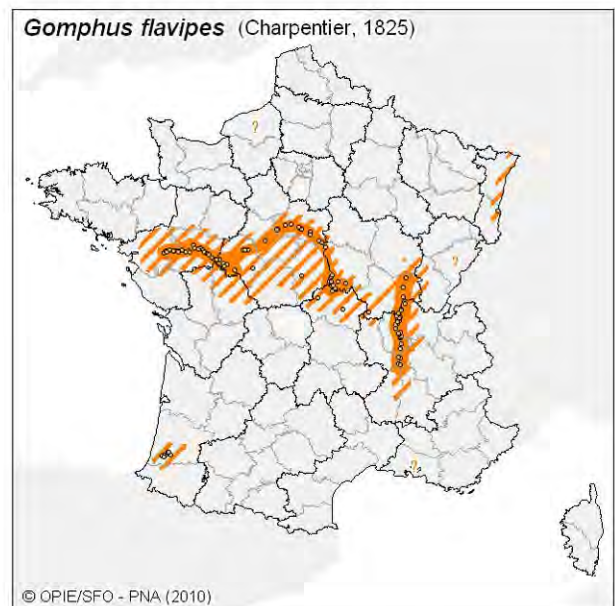 Gomphus flavipes (Charpentier, 1825)
?
?
?
© OPIE/SFO - PNA (2010)